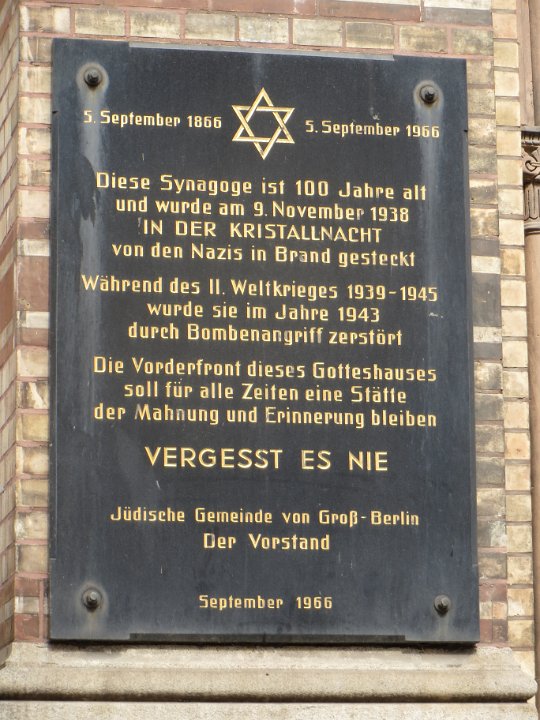 5. September 1866 5. September 1966
Diese Synagoge ist 100 Jahre alt
und wurde am 9. November 1938
'IN DER KRISTALLNACHT
von den Nazis in Brand gesteckt
Während des II. Weltkrieges 1939-1945
wurde sie im Jahre 1943
durch Bombenangriff zerstört
Die Vorderfront dieses Gotteshauses
soll für alle Zeiten eine Stätte
der Mahnung und Erinnerung bleiben
VERGESST ES NIE
Jüdische Gemeinde von Groß-Berlin
Der Vorstand
September 1966